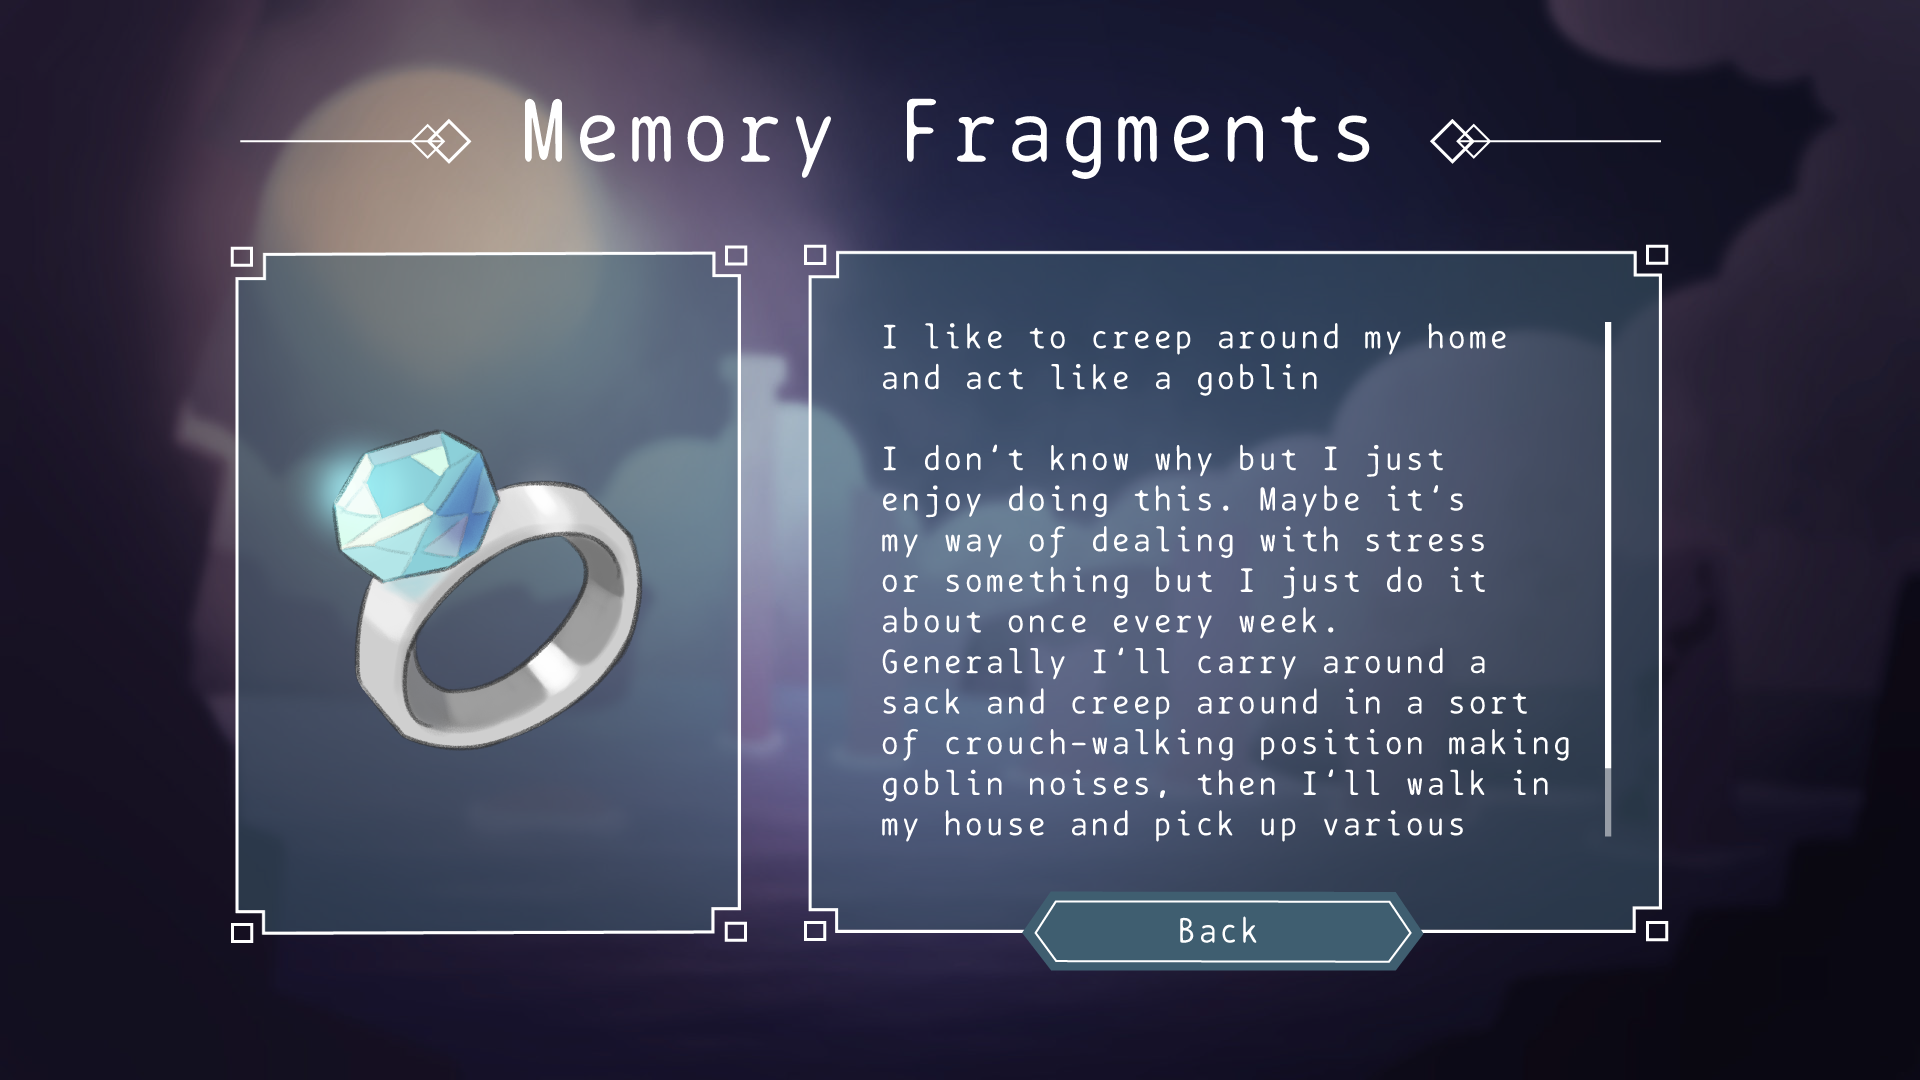 Memory Fragments
I like to creep around my home
and act like a goblin
I don't know why but I just
enjoy doing this. Maybe it's
my way of dealing with stress
or something but I just do it
about once every week.
Generally I'll carry around a
sack and creep around in a sort
of crouch-walking position making
goblin noises, then I'll walk in
my house and pick up various
Back